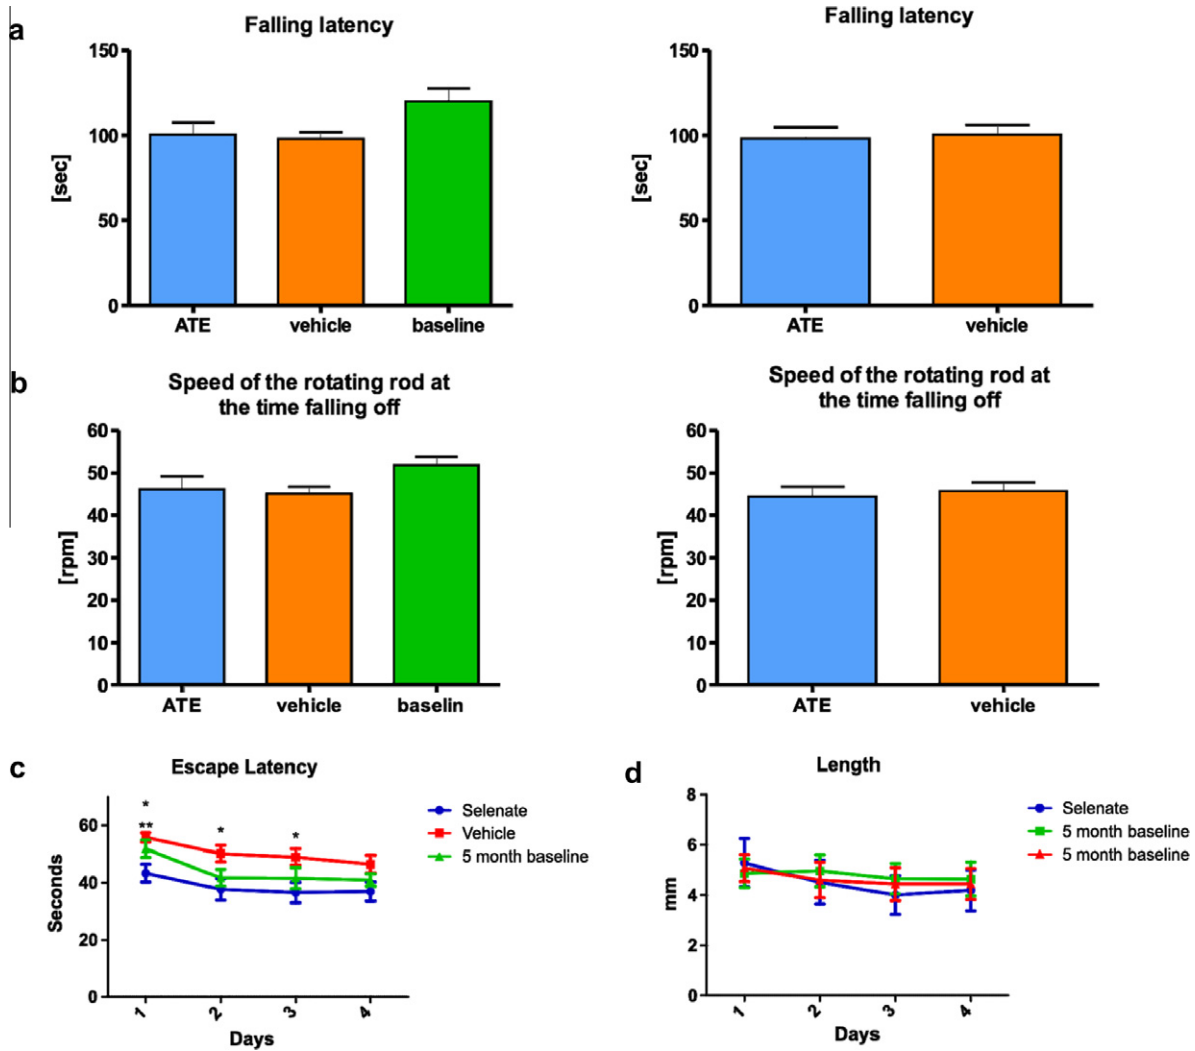 a
Falling latency
150
100
50
0
[sec]
ATE vehicle baseline
Falling latency
150
100
50
0
[sec]
ATE vehicle
b
Speed of the rotating rod at
the time falling off
60
50
40
30
20
10
0
[rpm]
ATE vehicle baselin
Speed of the rotating rod at
the time falling off
60
50
40
30
20
10
0
[rpm]
ATE vehicle
c
Escape Latency
*
**
*
*
60
40
20
0
Seconds
1 2 3 4
Days
Selenate
Vehicle
5 month baseline
d
Length
8
6
4
2
0
mm
1 2 3 4
Days
Selenate
5 month baseline
5 month baseline